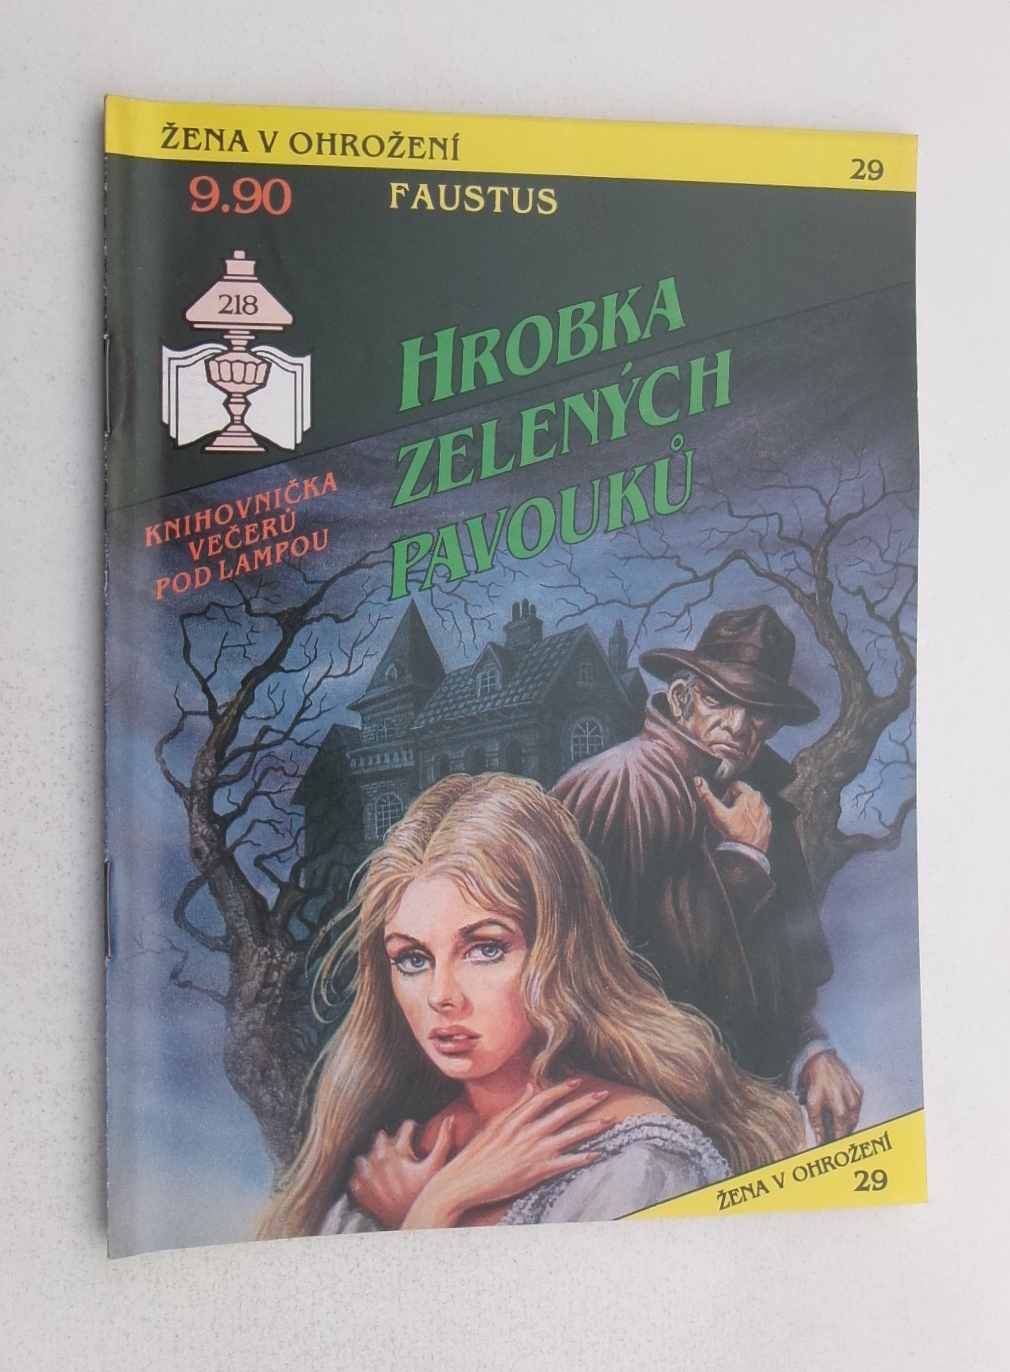 ŽENA V OHROŽENÍ
29
9.90
FAUSTUS
218
HROBKA
ZELENÝCH
PAVOUKŮ
KNIHOVNIČKA
VEČERŮ
POD LAMPOU
ŽENA V OHROŽENÍ
29